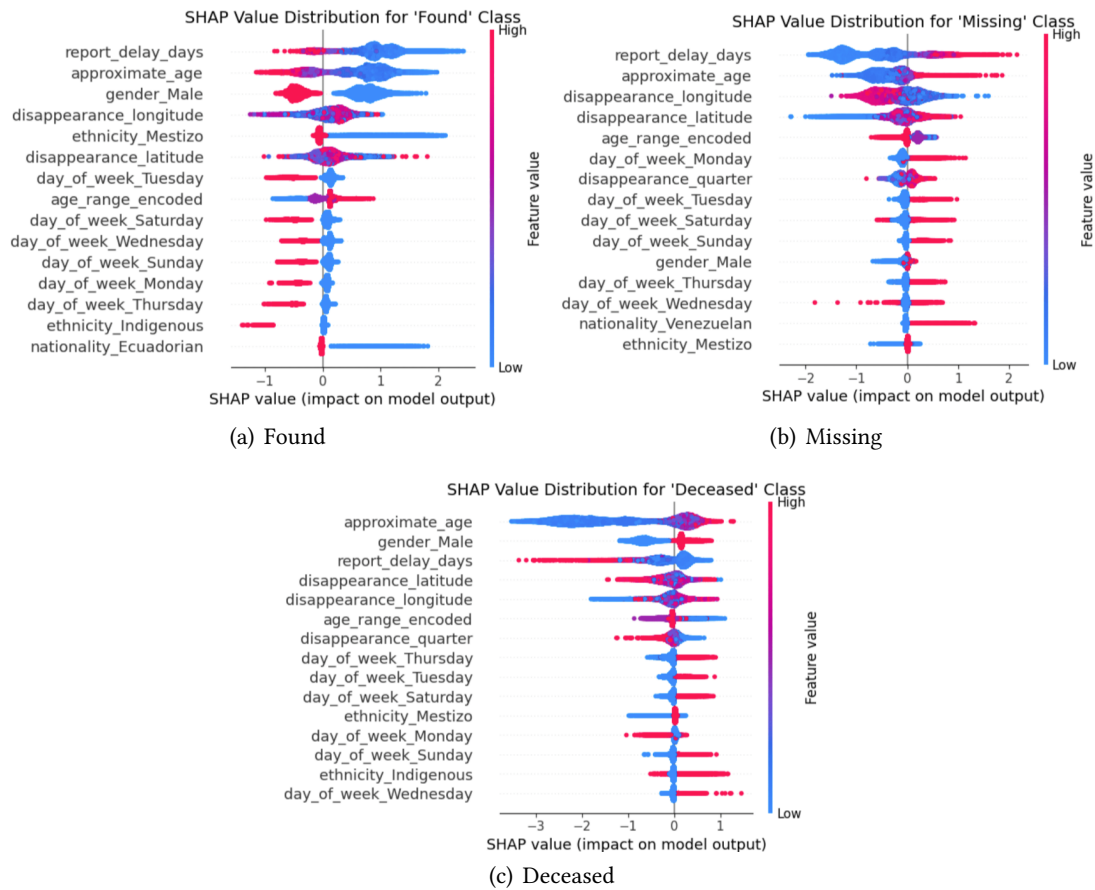 SHAP Value Distribution for 'Found' Class
High
report_delay_days
approximate_age
gender_Male
disappearance_longitude
ethnicity_Mestizo
disappearance_latitude
day_of_week_Tuesday
age_range_encoded
day_of_week_Saturday
day_of_week_Wednesday
day_of_week_Sunday
day_of_week_Monday
day_of_week_Thursday
ethnicity_Indigenous
nationality_Ecuadorian
Feature value
Low
−1 0 1 2
SHAP value (impact on model output)
(a) Found
SHAP Value Distribution for 'Missing' Class
High
report_delay_days
approximate_age
disappearance_longitude
disappearance_latitude
age_range_encoded
day_of_week_Monday
disappearance_quarter
day_of_week_Tuesday
day_of_week_Saturday
day_of_week_Sunday
gender_Male
day_of_week_Thursday
day_of_week_Wednesday
nationality_Venezuelan
ethnicity_Mestizo
Feature value
Low
−2 −1 0 1 2
SHAP value (impact on model output)
(b) Missing
SHAP Value Distribution for 'Deceased' Class
High
approximate_age
gender_Male
report_delay_days
disappearance_latitude
disappearance_longitude
age_range_encoded
disappearance_quarter
day_of_week_Thursday
day_of_week_Tuesday
day_of_week_Saturday
ethnicity_Mestizo
day_of_week_Monday
day_of_week_Sunday
ethnicity_Indigenous
day_of_week_Wednesday
Feature value
Low
−3 −2 −1 0 1
SHAP value (impact on model output)
(c) Deceased